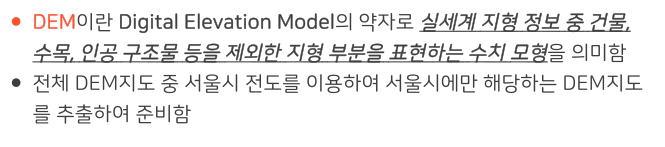 • DEM이란 Digital Elevation Model의 약자로 실세계 지형 정보 중 건물,
수목, 인공 구조물 등을 제외한 지형 부분을 표현하는 수치 모형을 의미함
• 전체 DEM지도 중 서울시 전도를 이용하여 서울시에만 해당하는 DEM지도
를 추출하여 준비함